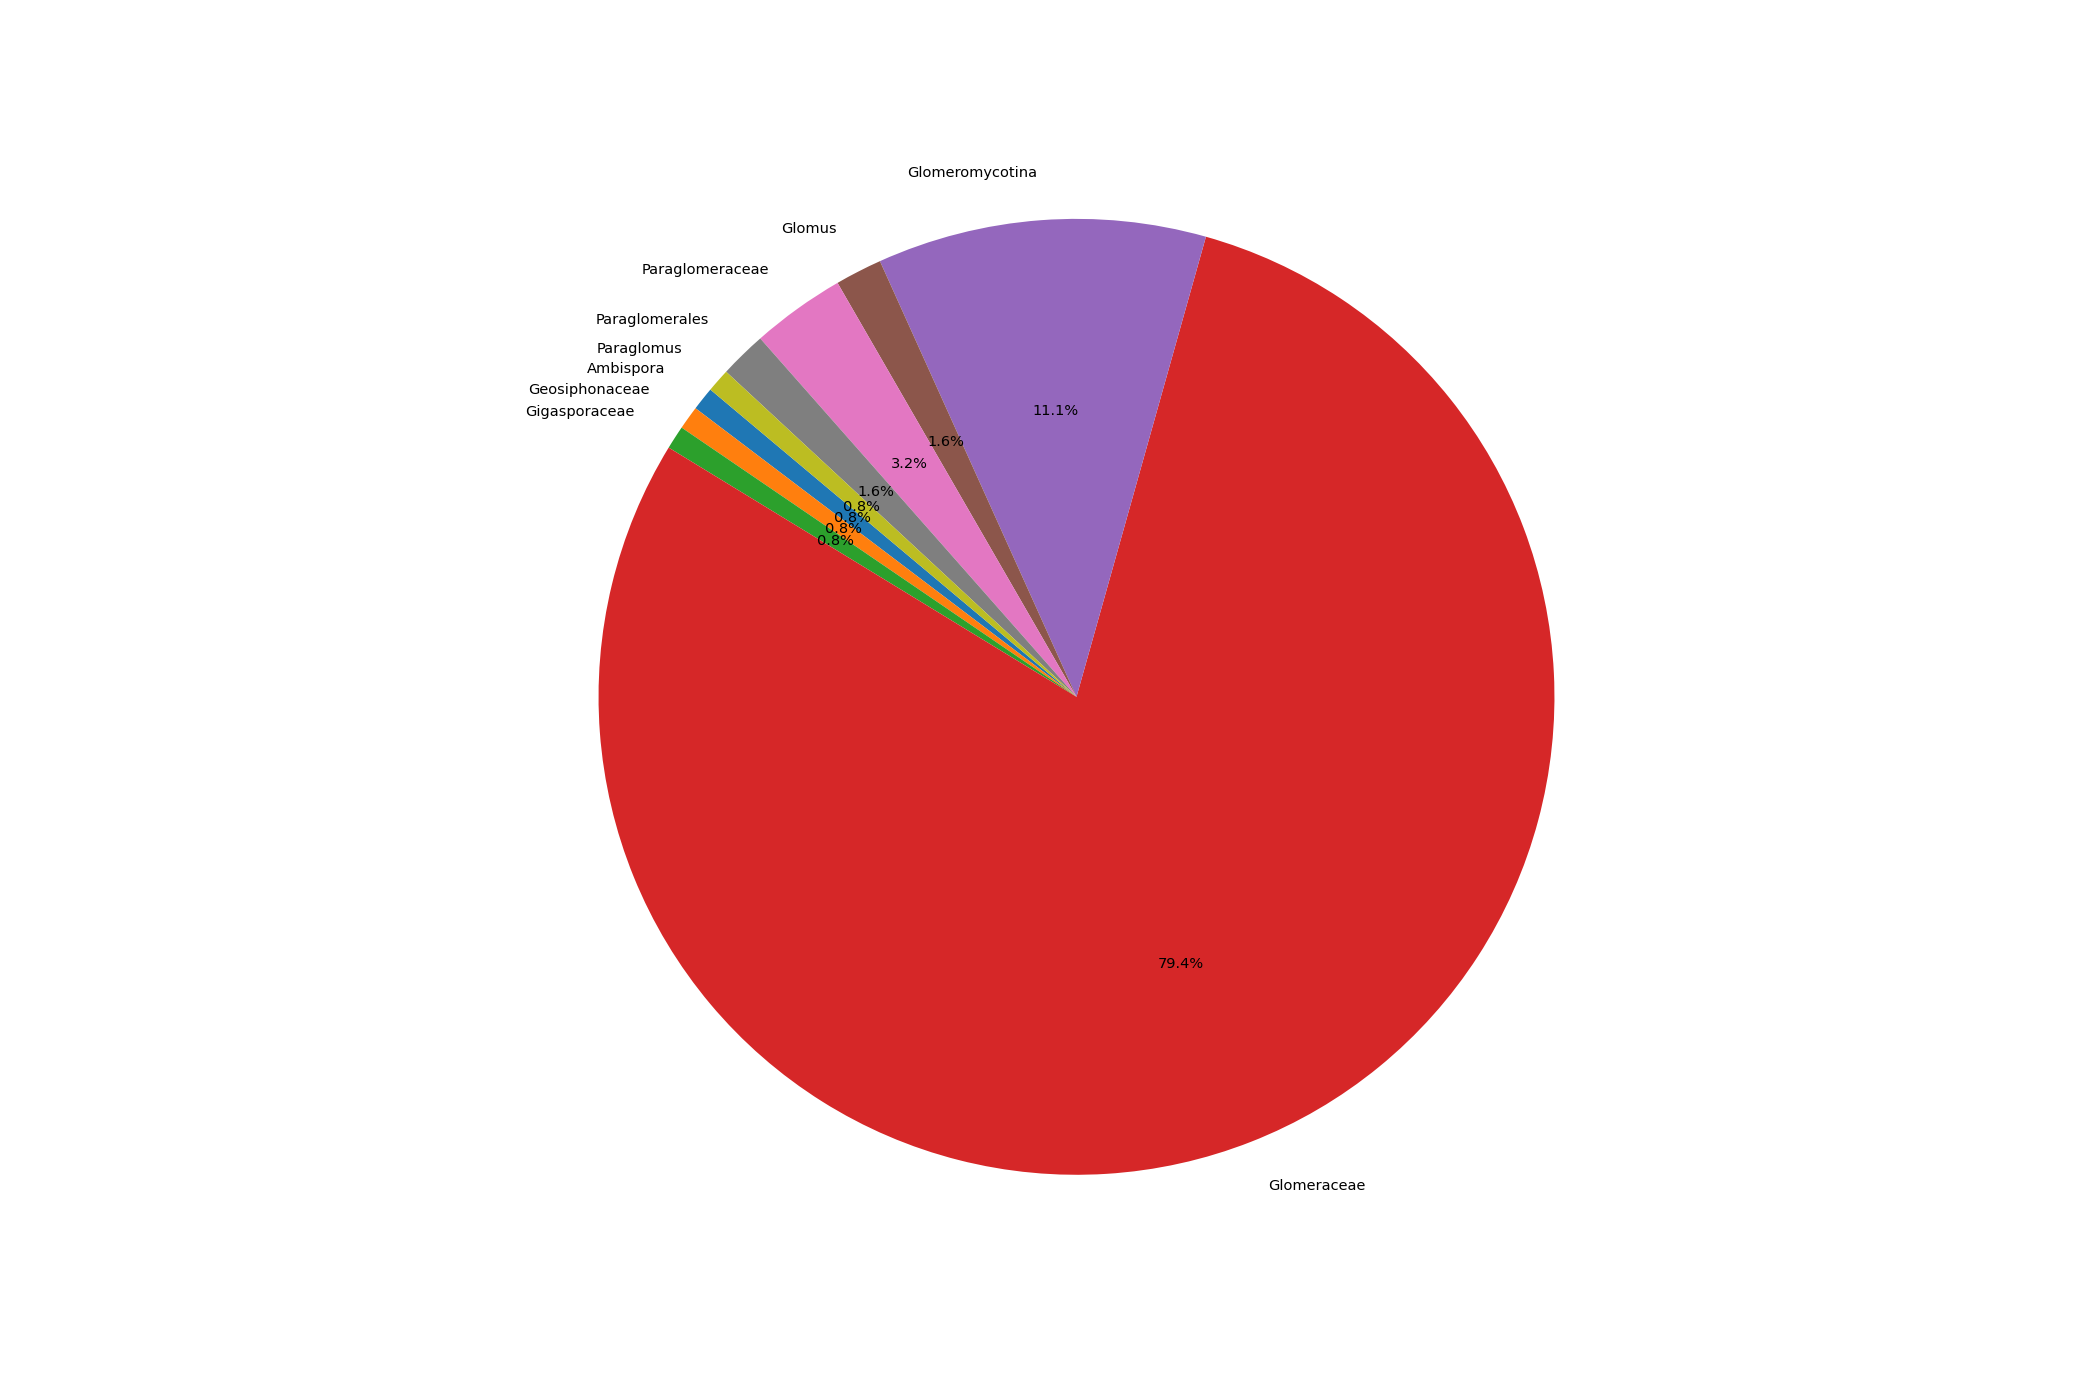 Glomeromycotina
Glomus
Paraglomeraceae
Paraglomerales
Paraglomus
Ambispora
Geosiphonaceae
Gigasporaceae
11.1%
1.6%
3.2%
1.6%
0.8%
0.8%
0.8%
0.8%
79.4%
Glomeraceae